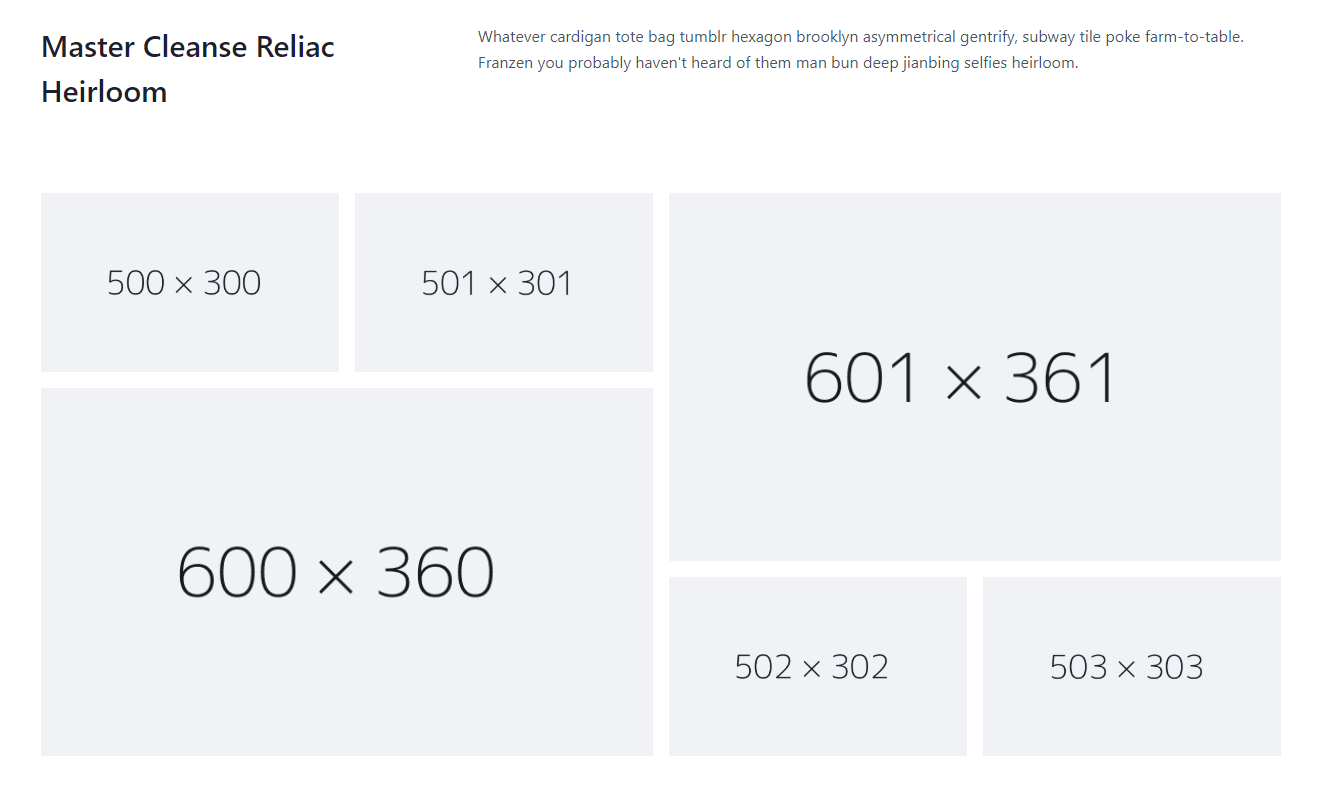 Master Cleanse Reliac
Heirloom
Whatever cardigan tote bag tumblr hexagon brooklyn asymmetrical gentrify, subway tile poke farm-to-table.
Franzen you probably haven't heard of them man bun deep jianbing selfies heirloom.
500 × 300
501 × 301
601 × 361
600 × 360
502 × 302
503 × 303